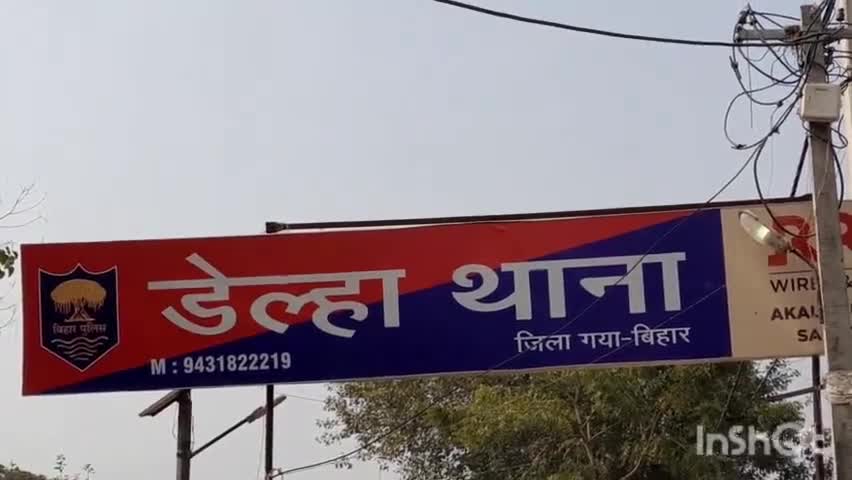 डेल्हा थाना
जिला गया-बिहार
M : 9431822219
बिहार पुलिस
WIRE &
AKAL
SA
InShOt